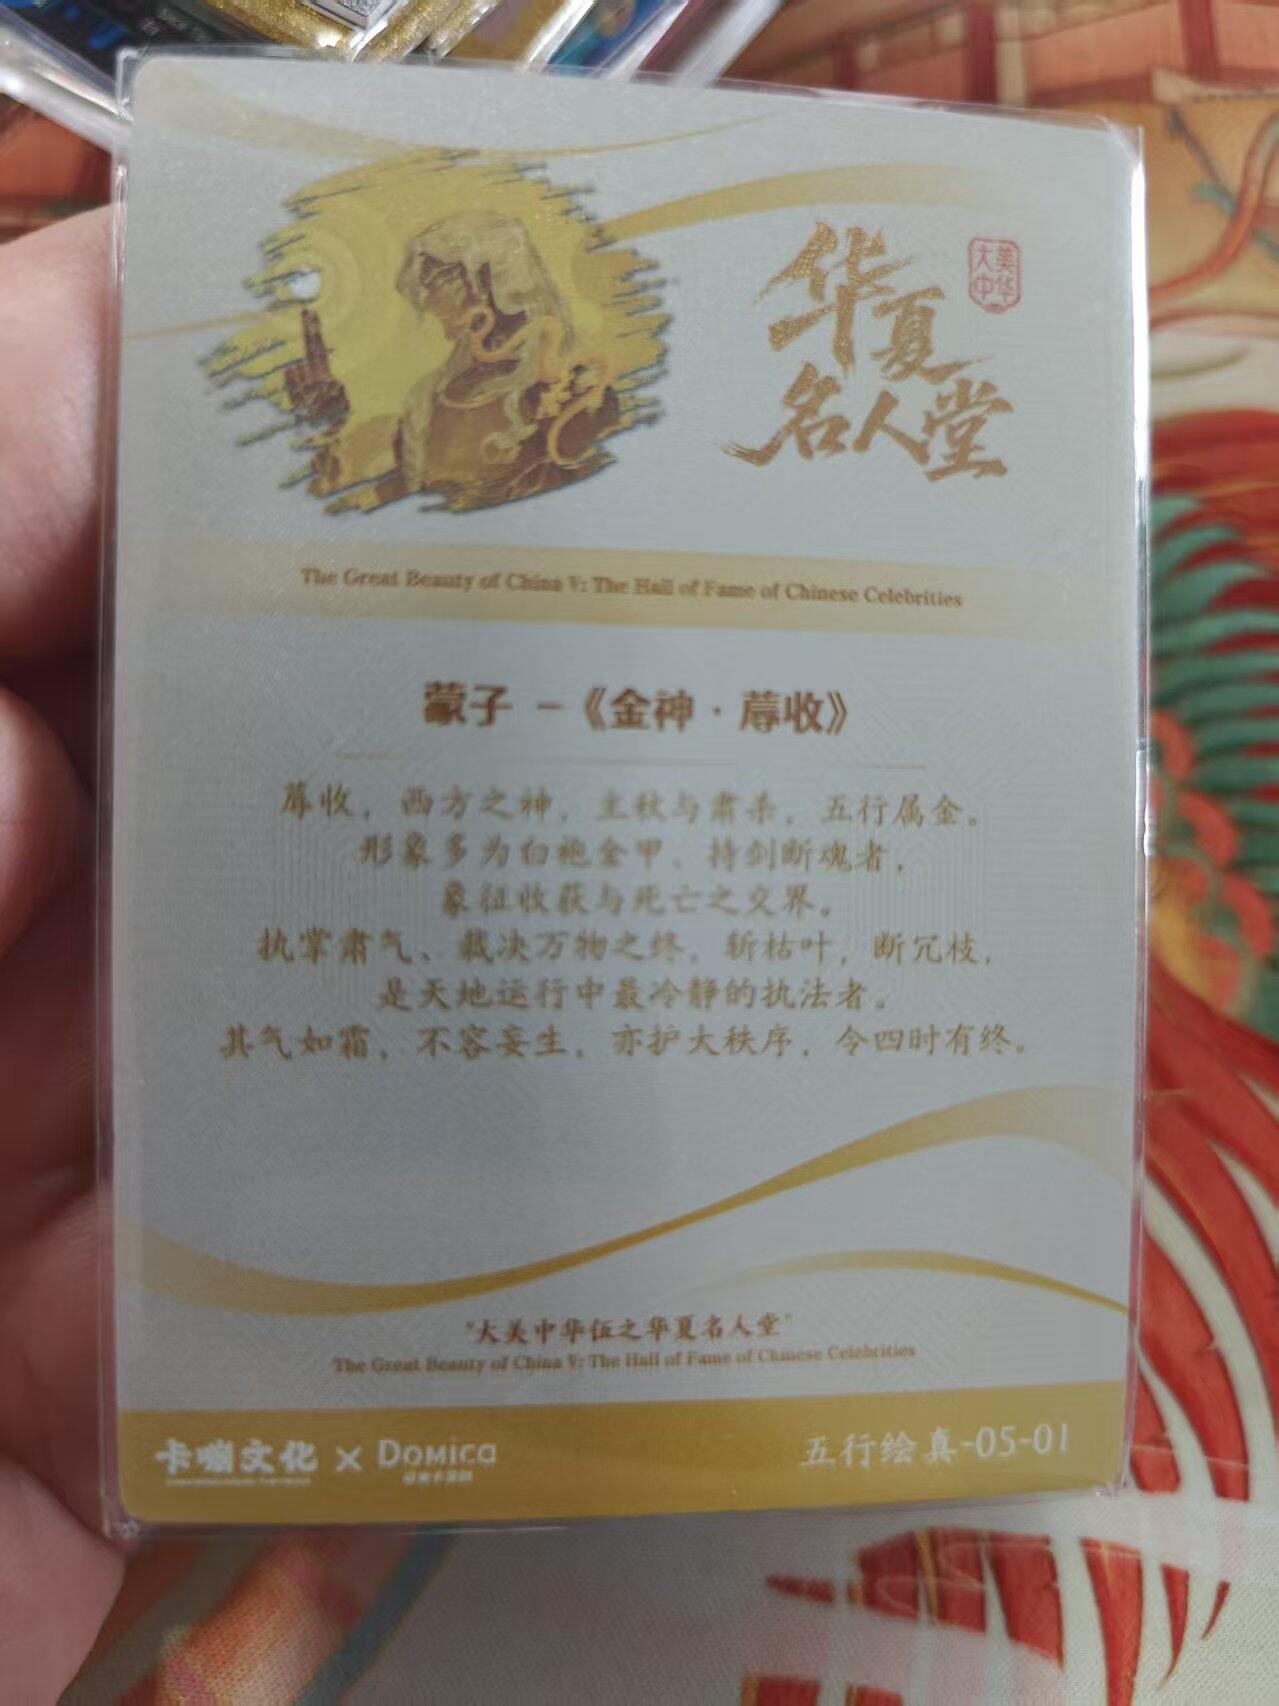 华夏
名人堂
大美
中华
The Great Beauty of China V: The Hall of Fame of Chinese Celebrities
蒙子 -《金神·蓐收》
蓐收，西方之神，主秋与肃杀，五行属金。
形象多为白袍金甲、持剑断魂者，
象征收获与死亡之交界。
执掌肃气、裁决万物之终，斩枯叶，断冗枝，
是天地运行中最冷静的执法者。
其气如霜，不容妄生，亦护大秩序，令四时有终。
"大美中华伍之华夏名人堂"
The Great Beauty of China V: The Hall of Fame of Chinese Celebrities
卡嘣文化 × DOMICA
五行绘真-05-01